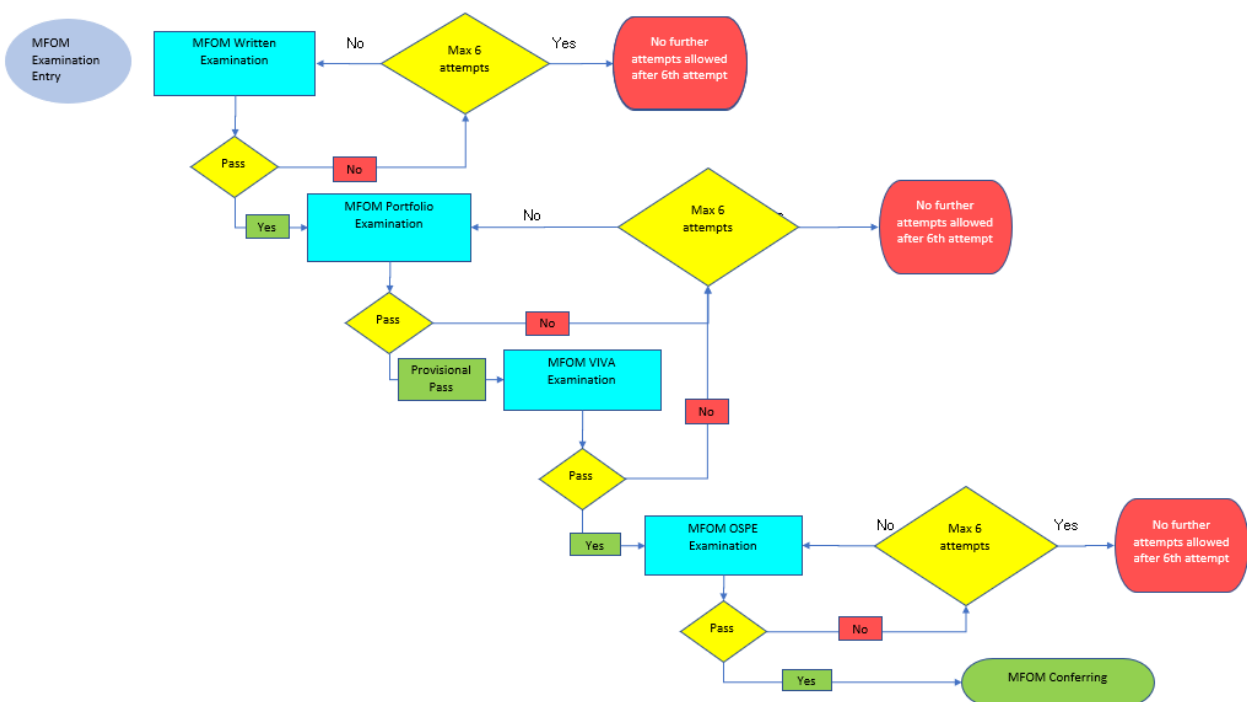 MFOM
Examination
Entry
MFOM Written
Examination
No
Max 6
attempts
Yes
No further
attempts allowed
after 6th attempt
Pass
No
Yes
MFOM Portfolio
Examination
No
Max 6
attempts
No further
attempts allowed
after 6th attempt
Pass
No
Provisional
Pass
MFOM VIVA
Examination
No
Pass
Yes
MFOM OSPE
Examination
No
Max 6
attempts
Yes
No further
attempts allowed
after 6th attempt
Pass
No
Yes
MFOM Conferring